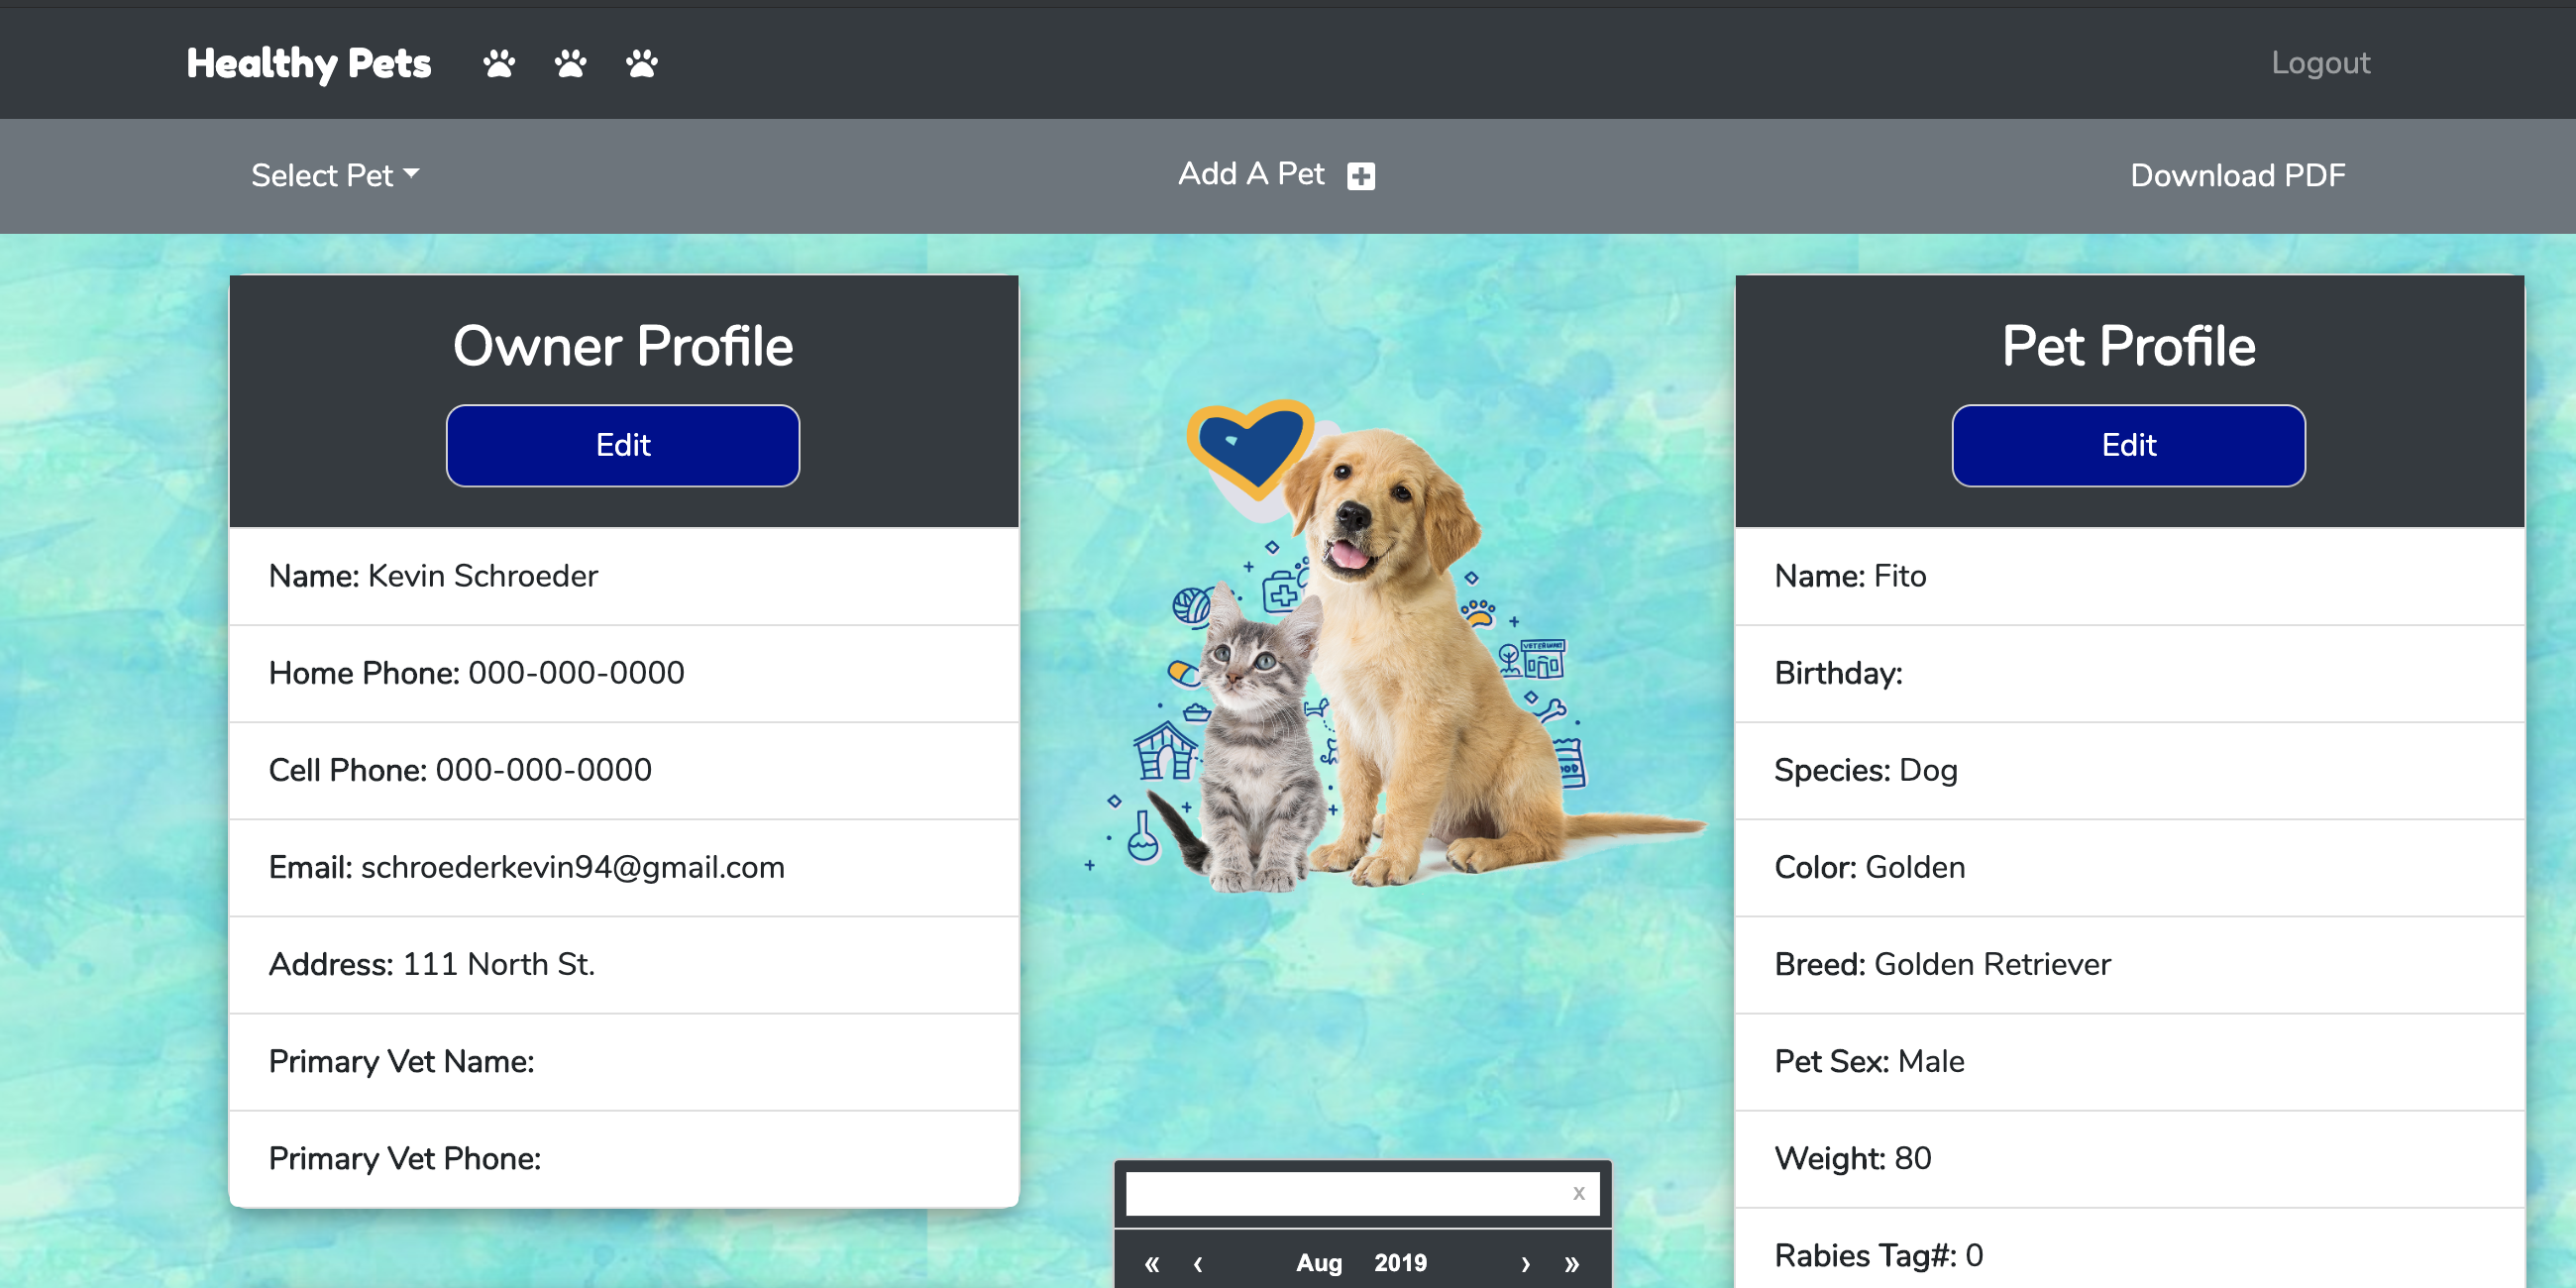 Healthy Pets
Logout
Select Pet
Add A Pet
Download PDF
Owner Profile
Edit
Name: Kevin Schroeder
Home Phone: 000-000-0000
Cell Phone: 000-000-0000
Email: schroederkevin94@gmail.com
Address: 111 North St.
Primary Vet Name:
Primary Vet Phone:
VETERINARY
x
« ‹ Aug 2019 › »
Pet Profile
Edit
Name: Fito
Birthday:
Species: Dog
Color: Golden
Breed: Golden Retriever
Pet Sex: Male
Weight: 80
Rabies Tag#: 0